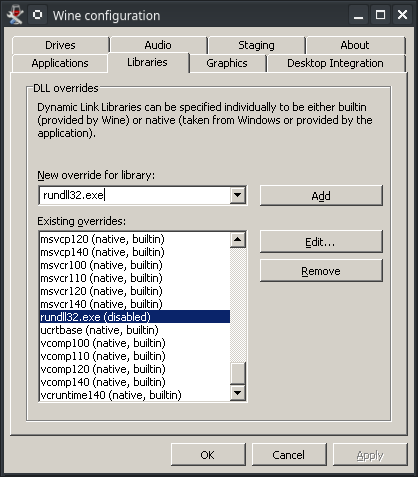 Wine configuration
Drives Audio Staging About
Applications Libraries Graphics Desktop Integration
DLL overrides
Dynamic Link Libraries can be specified individually to be either builtin
(provided by Wine) or native (taken from Windows or provided by the
application).
New override for library:
rundll32.exe Add
Existing overrides:
msvcp120 (native, builtin)
msvcp140 (native, builtin) Edit...
msvcr100 (native, builtin)
msvcr110 (native, builtin) Remove
msvcr120 (native, builtin)
msvcr140 (native, builtin)
rundll32.exe (disabled)
ucrtbase (native, builtin)
vcomp100 (native, builtin)
vcomp110 (native, builtin)
vcomp120 (native, builtin)
vcomp140 (native, builtin)
vcruntime140 (native, builtin)
OK Cancel Apply